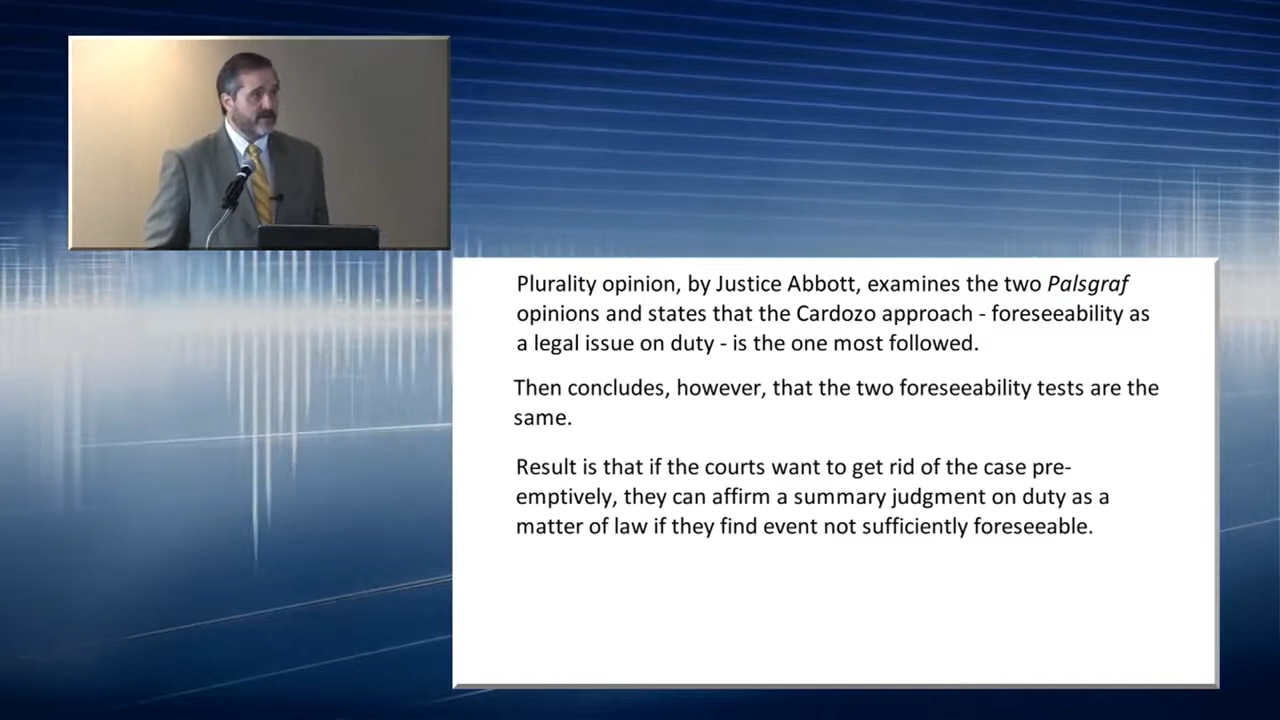 Plurality opinion, by Justice Abbott, examines the two Palsgraf
opinions and states that the Cardozo approach - foreseeability as
a legal issue on duty - is the one most followed.
Then concludes, however, that the two foreseeability tests are the
same.
Result is that if the courts want to get rid of the case pre-
emptively, they can affirm a summary judgment on duty as a
matter of law if they find event not sufficiently foreseeable.